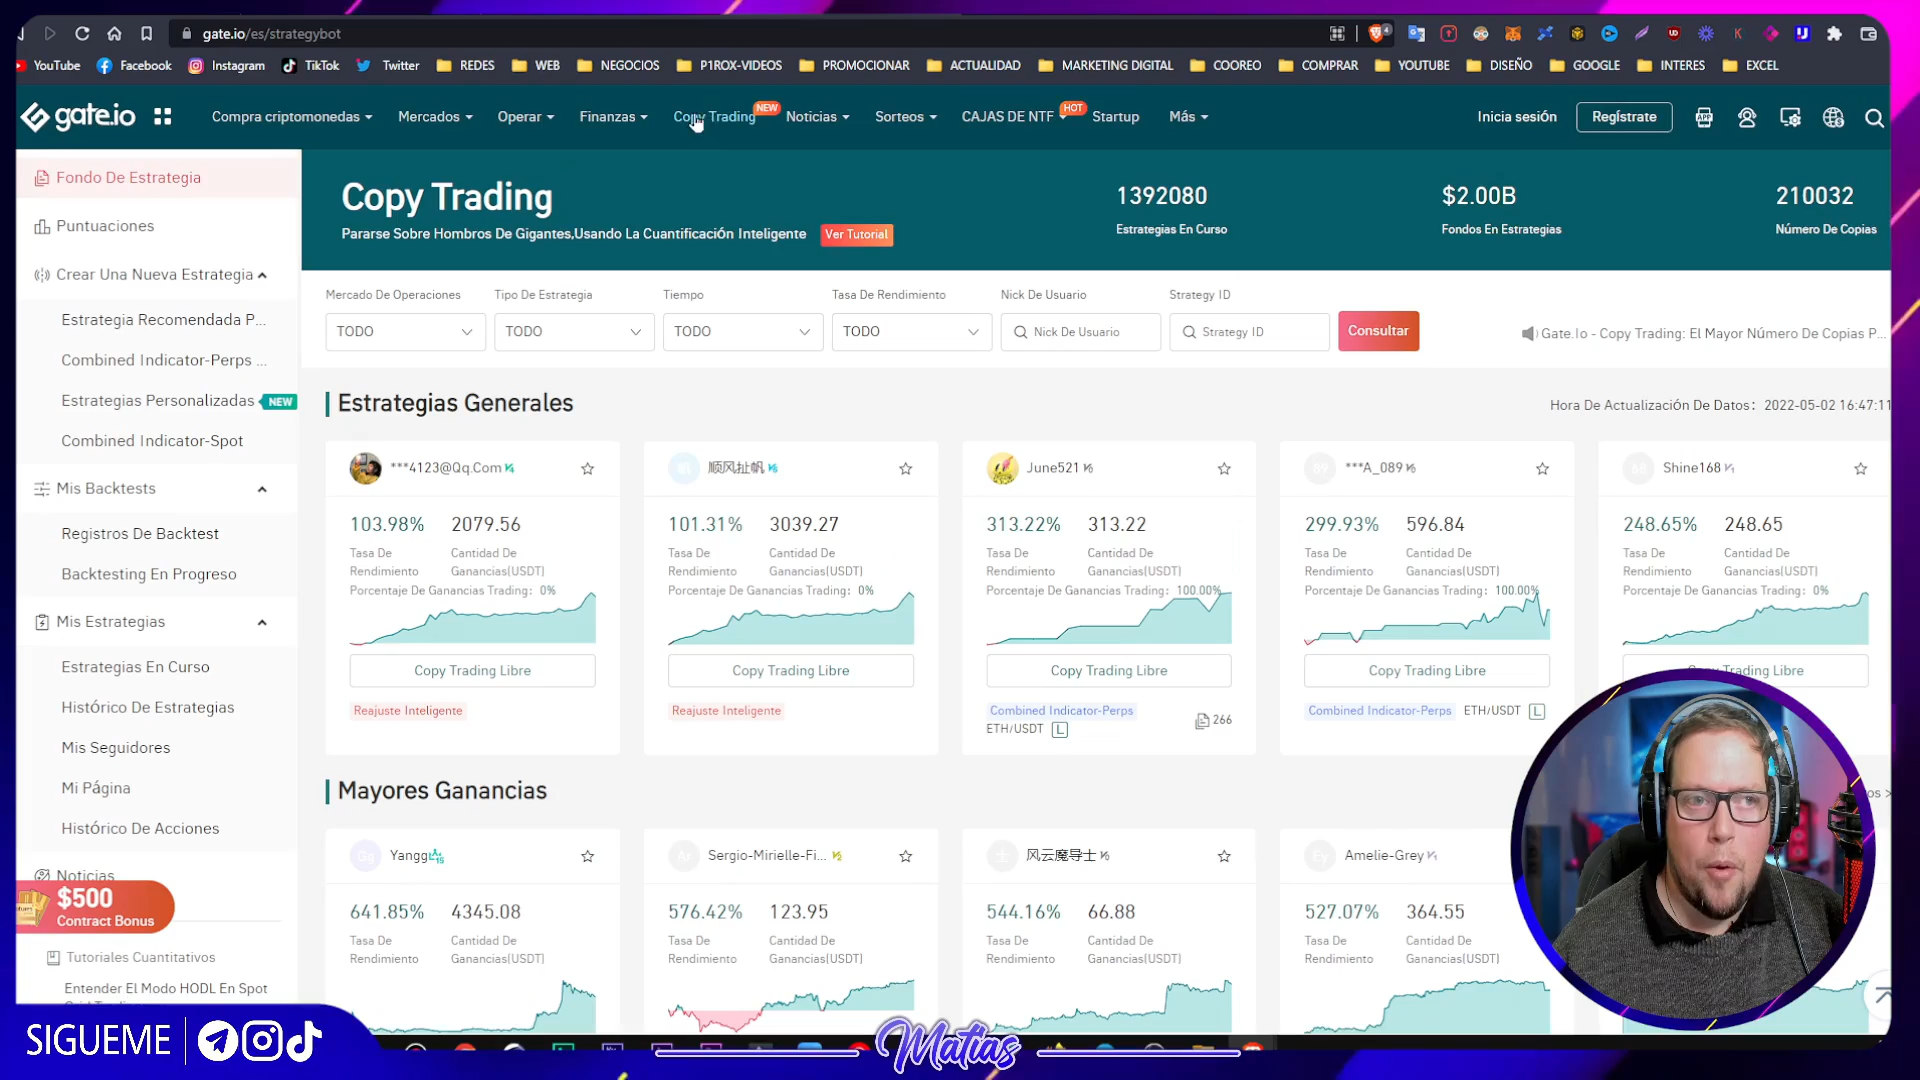 gate.io/es/strategybot
YouTube Facebook Instagram TikTok Twitter REDES WEB NEGOCIOS P1ROX-VIDEOS PROMOCIONAR ACTUALIDAD MARKETING DIGITAL COOREO COMPRAR YOUTUBE DISEÑO GOOGLE INTERES EXCEL
gate.io Compra criptomonedas Mercados Operar Finanzas Copy Trading NEW Noticias Sorteos CAJAS DE NTF HOT Startup Más Inicia sesión Regístrate
Fondo De Estrategia
Puntuaciones
Crear Una Nueva Estrategia
Estrategia Recomendada P...
Combined Indicator-Perps ...
Estrategias Personalizadas NEW
Combined Indicator-Spot
Mis Backtests
Registros De Backtest
Backtesting En Progreso
Mis Estrategias
Estrategias En Curso
Histórico De Estrategias
Mis Seguidores
Mi Página
Histórico De Acciones
Noticias
$500
Contract Bonus
Tutoriales Cuantitativos
Entender El Modo HODL En Spot
Copy Trading
Pararse Sobre Hombros De Gigantes,Usando La Cuantificación Inteligente Ver Tutorial
1392080 $2.00B 210032
Estrategias En Curso Fondos En Estrategias Número De Copias
Mercado De Operaciones Tipo De Estrategia Tiempo Tasa De Rendimiento Nick De Usuario Strategy ID
TODO TODO TODO TODO Nick De Usuario Strategy ID Consultar
Gate.Io - Copy Trading: El Mayor Número De Copias P...
Estrategias Generales
Hora De Actualización De Datos: 2022-05-02 16:47:11
***4123@Qq.Com
103.98% 2079.56
Tasa De Cantidad De
Rendimiento Ganancias(USDT)
Porcentaje De Ganancias Trading: 0%
Copy Trading Libre
Reajuste Inteligente
顺风扯帆
101.31% 3039.27
Tasa De Cantidad De
Rendimiento Ganancias(USDT)
Porcentaje De Ganancias Trading: 0%
Copy Trading Libre
Reajuste Inteligente
June521
313.22% 313.22
Tasa De Cantidad De
Rendimiento Ganancias(USDT)
Porcentaje De Ganancias Trading: 100.00%
Copy Trading Libre
Combined Indicator-Perps
ETH/USDT L 266
***A_089
299.93% 596.84
Tasa De Cantidad De
Rendimiento Ganancias(USDT)
Porcentaje De Ganancias Trading: 100.00%
Copy Trading Libre
Combined Indicator-Perps ETH/USDT L
Shine168
248.65% 248.65
Tasa De Cantidad De
Rendimiento Ganancias(USDT)
Porcentaje De Ganancias Trading: 0%
Copy Trading Libre
Mayores Ganancias
Yangg
641.85% 4345.08
Tasa De Cantidad De
Rendimiento Ganancias(USDT)
Sergio-Mirielle-Fi...
576.42% 123.95
Tasa De Cantidad De
Rendimiento Ganancias(USDT)
风云魔导士
544.16% 66.88
Tasa De Cantidad De
Rendimiento Ganancias(USDT)
Amelie-Grey
527.07% 364.55
Tasa De Cantidad De
Rendimiento Ganancias(USDT)
SIGUEME
Matias